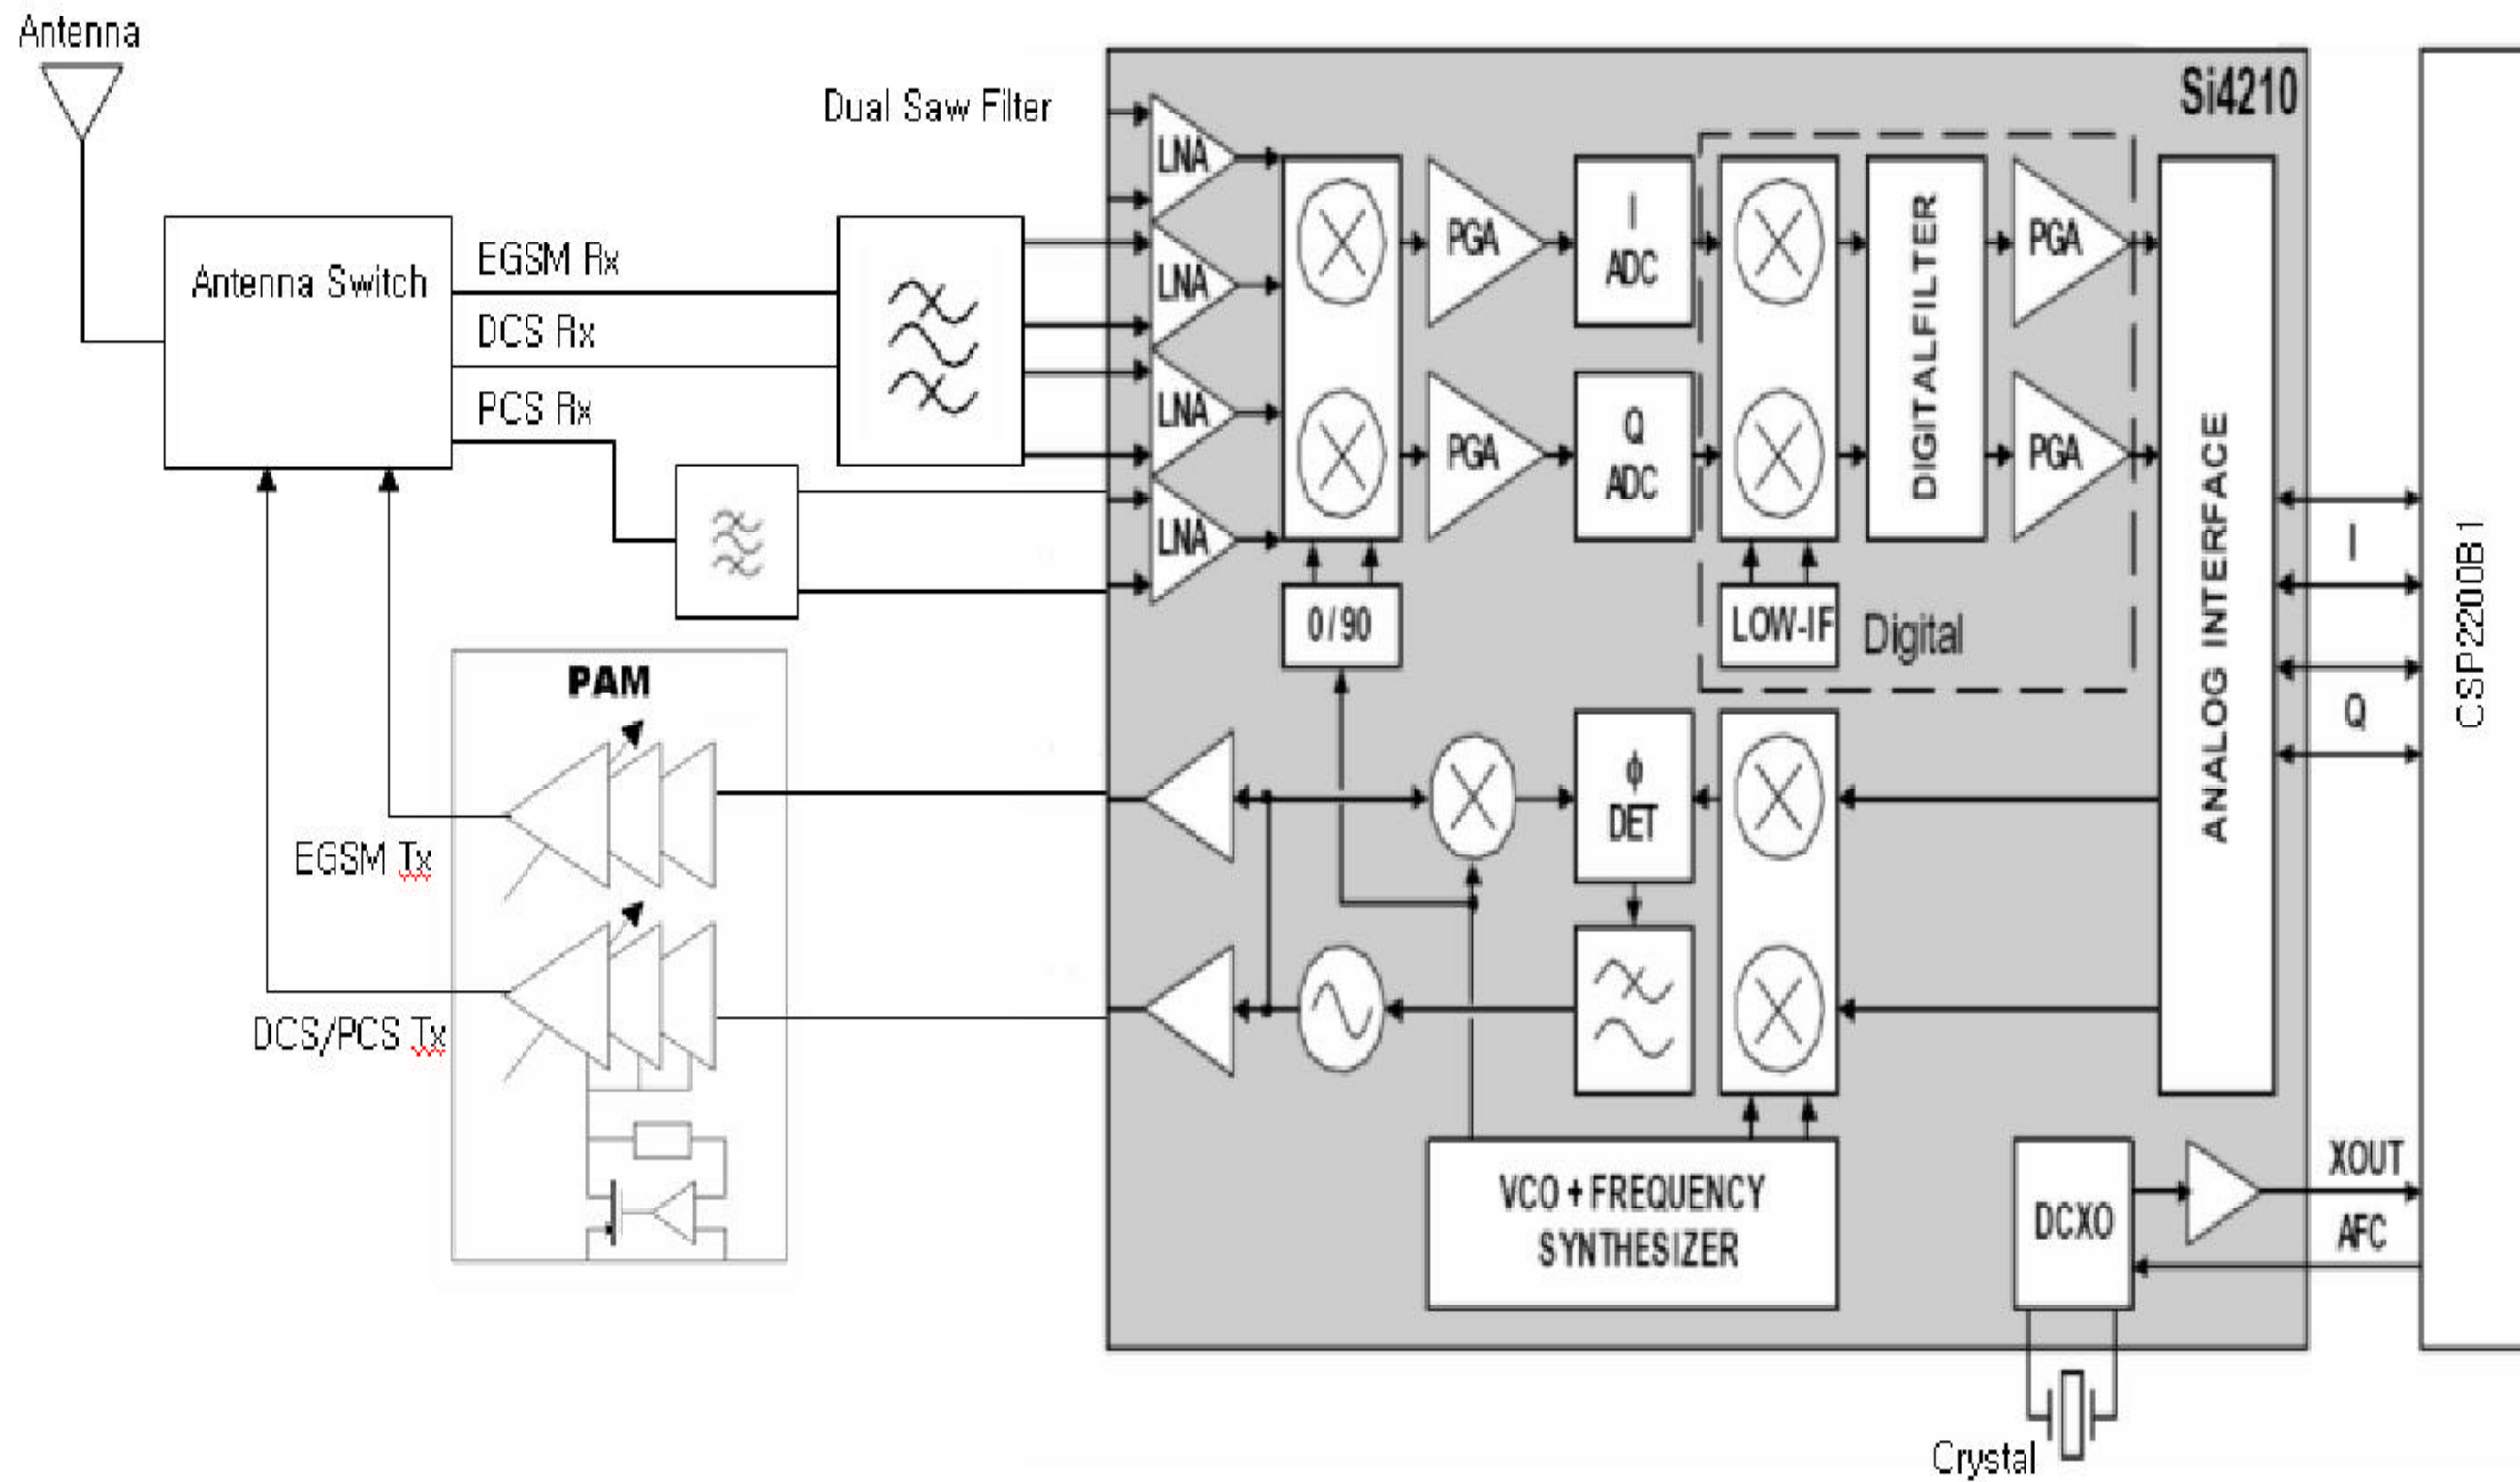 Antenna
Dual Saw Filter
Si4210
Antenna Switch
EGSM Rx
DCS Rx
PCS Rx
LNA
LNA
LNA
LNA
PGA
PGA
I
ADC
Q
ADC
DIGITALFILTER
PGA
PGA
0/90
LOW-IF
Digital
ANALOG INTERFACE
I
Q
CSP2200B1
PAM
EGSM Tx
DCS/PCS Tx
ϕ
DET
VCO + FREQUENCY
SYNTHESIZER
DCXO
XOUT
AFC
Crystal